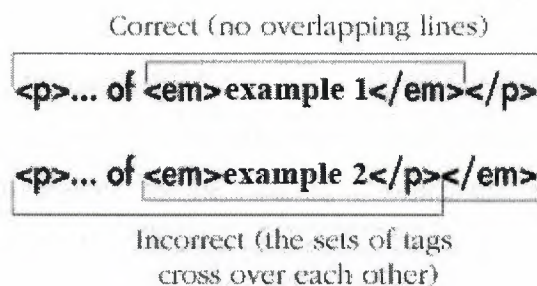 Correct (no overlapping lines)
<p>... of <em>example 1</em></p>
<p>... of <em>example 2</p></em>
Incorrect (the sets of tags
cross over each other)